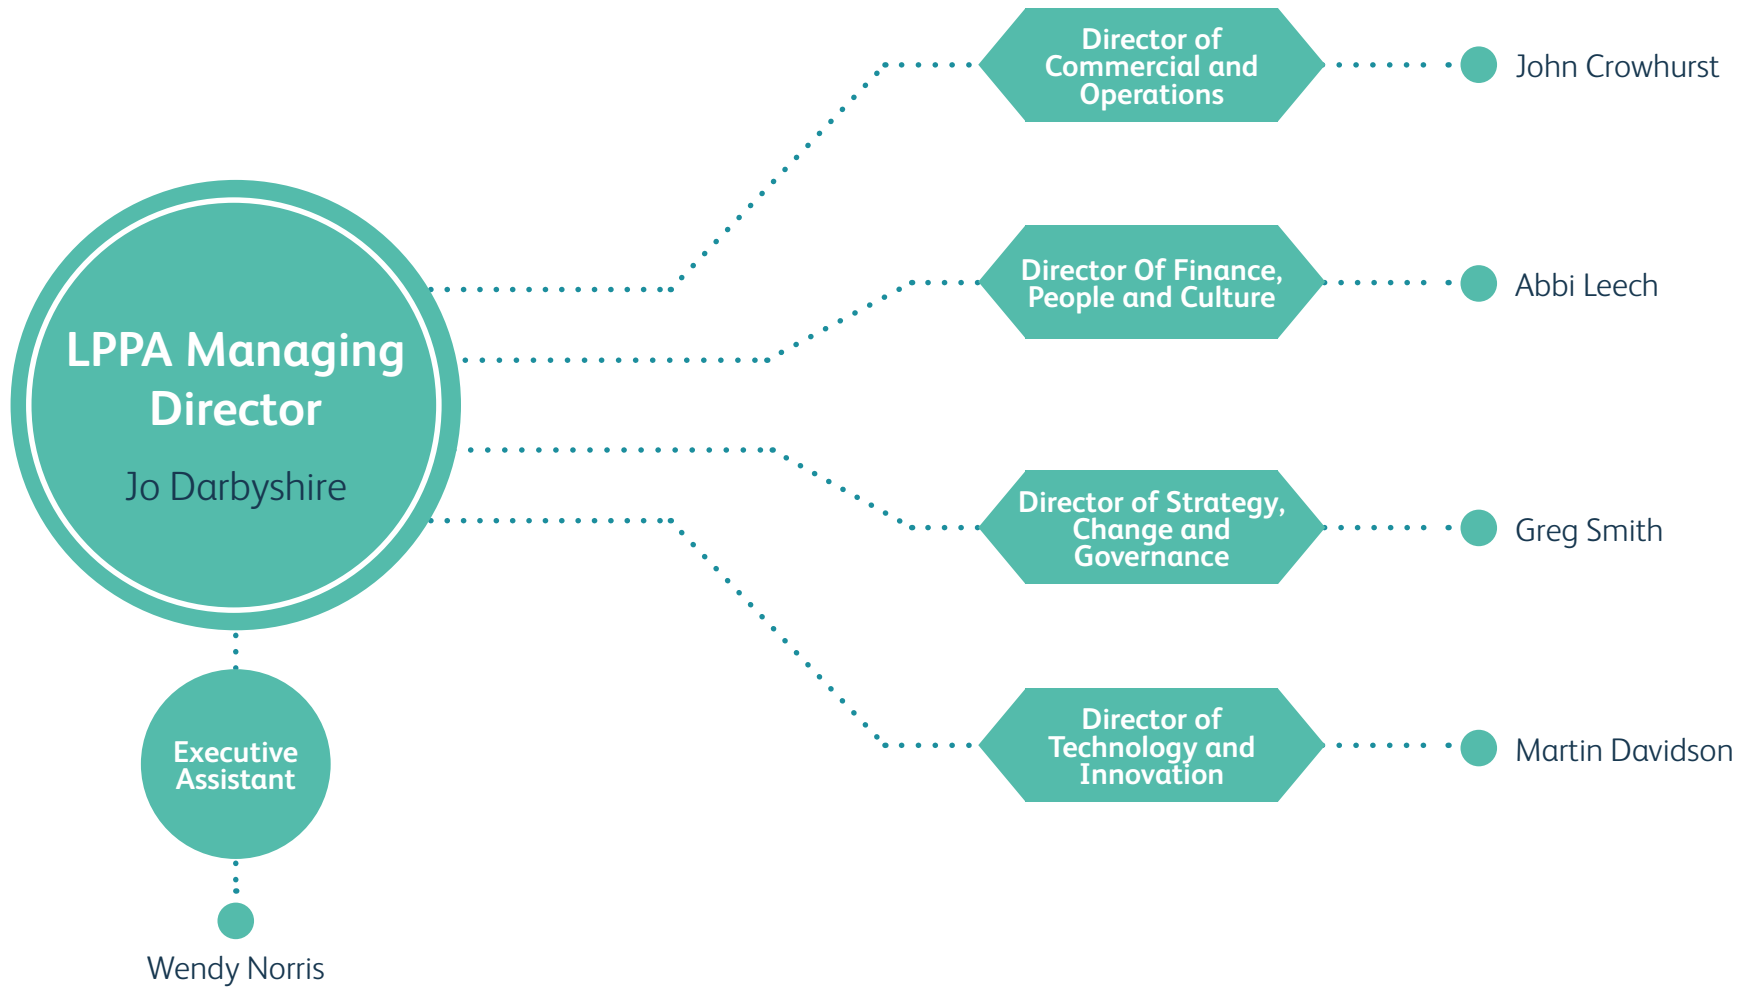 LPPA Managing
Director
Jo Darbyshire
Executive
Assistant
Wendy Norris
Director of
Commercial and
Operations
John Crowhurst
Director Of Finance,
People and Culture
Abbi Leech
Director of Strategy,
Change and
Governance
Greg Smith
Director of
Technology and
Innovation
Martin Davidson